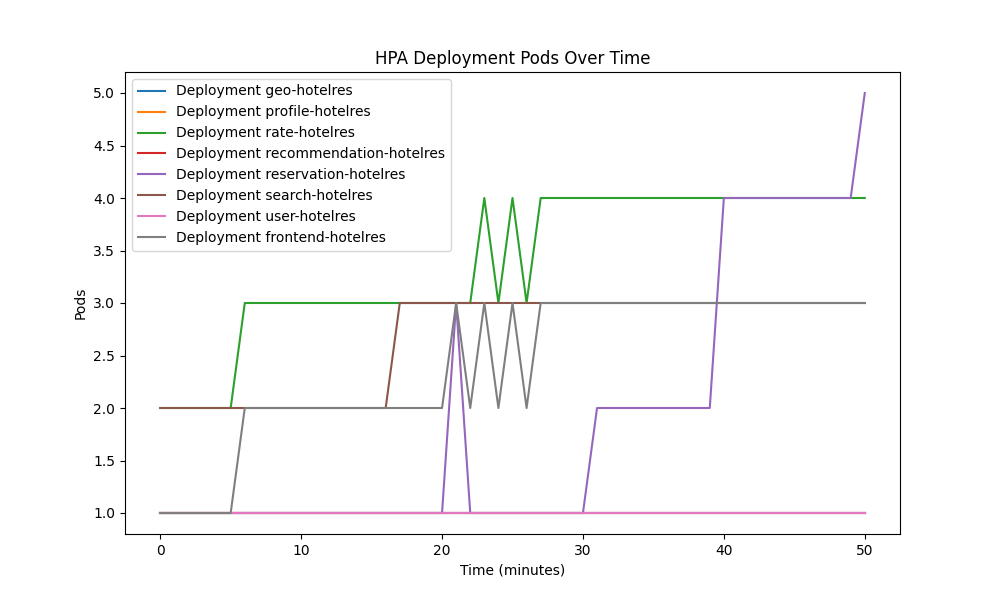 HPA Deployment Pods Over Time
Deployment geo-hotelres
Deployment profile-hotelres
Deployment rate-hotelres
Deployment recommendation-hotelres
Deployment reservation-hotelres
Deployment search-hotelres
Deployment user-hotelres
Deployment frontend-hotelres
5.0
4.5
4.0
3.5
3.0
2.5
2.0
1.5
1.0
Pods
0 10 20 30 40 50
Time (minutes)